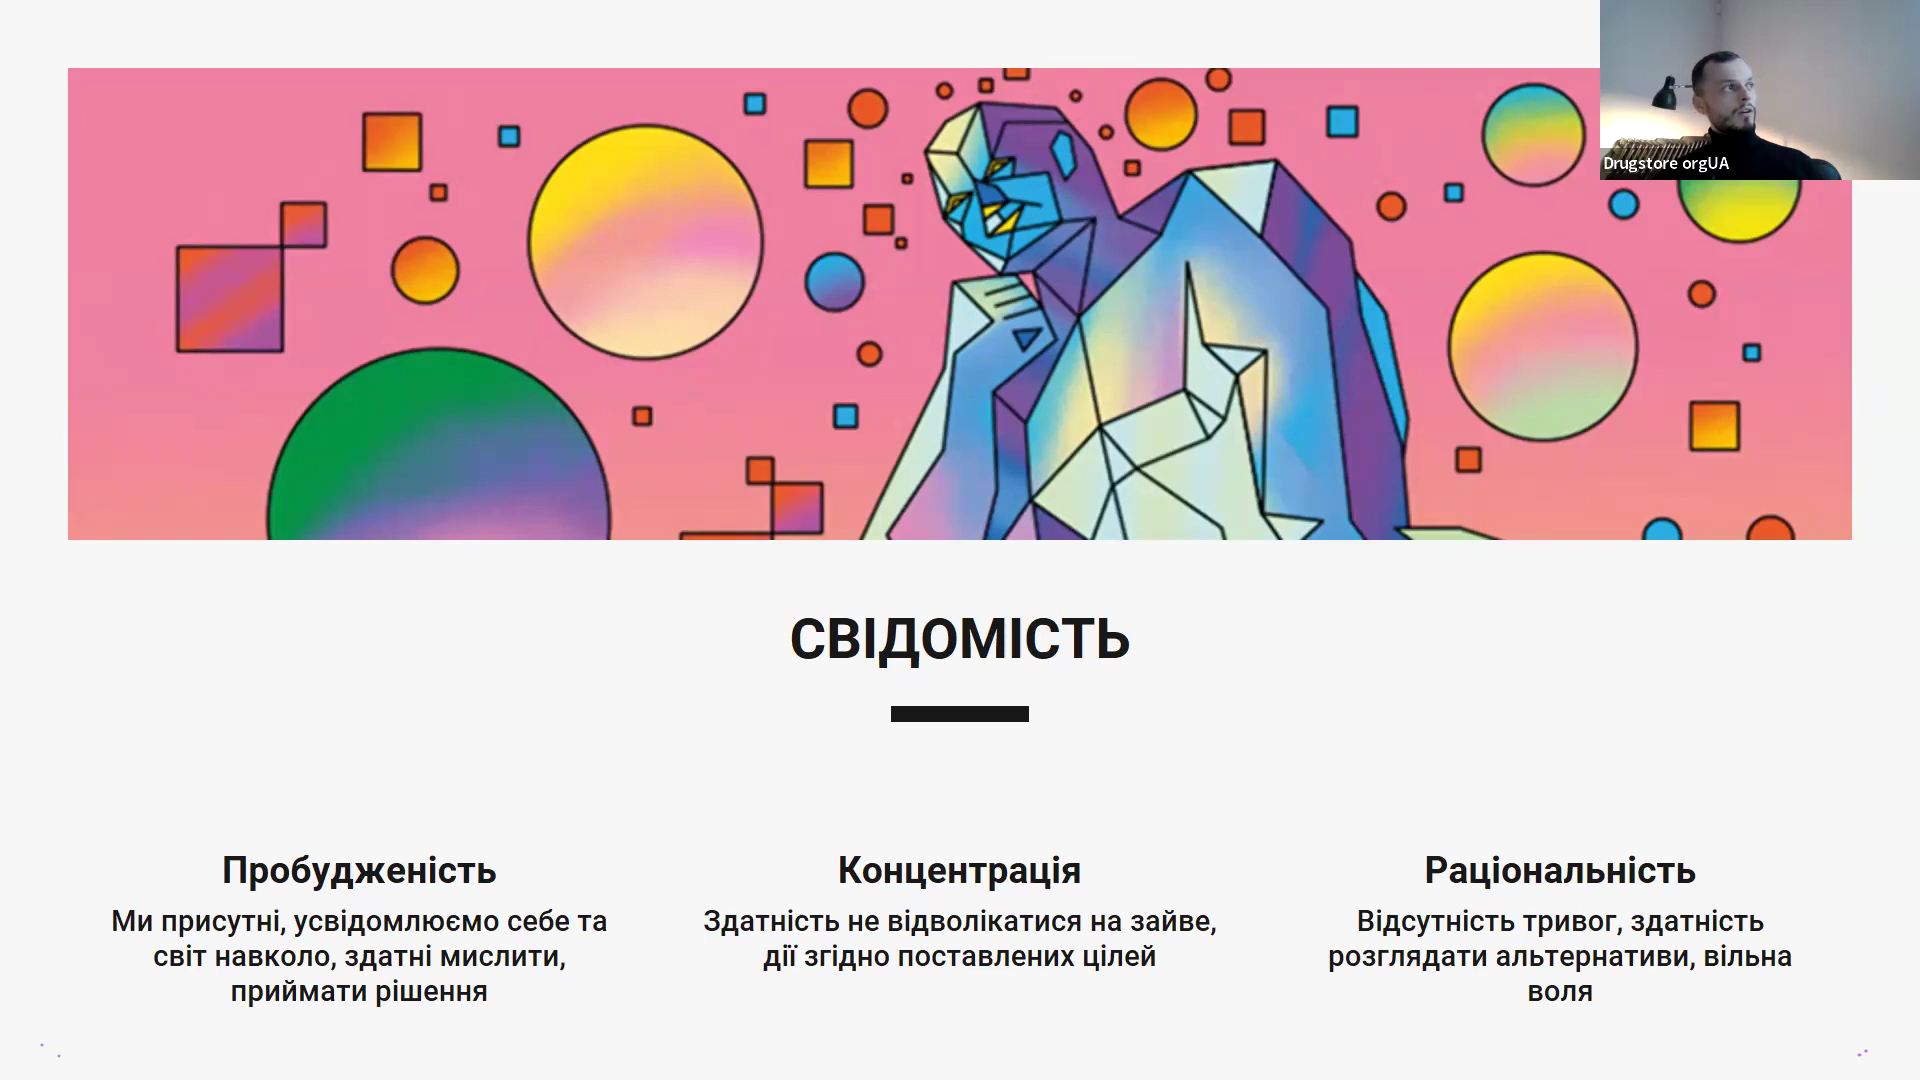 Drugstore orgUA
СВІДОМІСТЬ
Пробудженість
Ми присутні, усвідомлюємо себе та
світ навколо, здатні мислити,
приймати рішення
Концентрація
Здатність не відволікатися на зайве,
дії згідно поставлених цілей
Раціональність
Відсутність тривог, здатність
розглядати альтернативи, вільна
воля